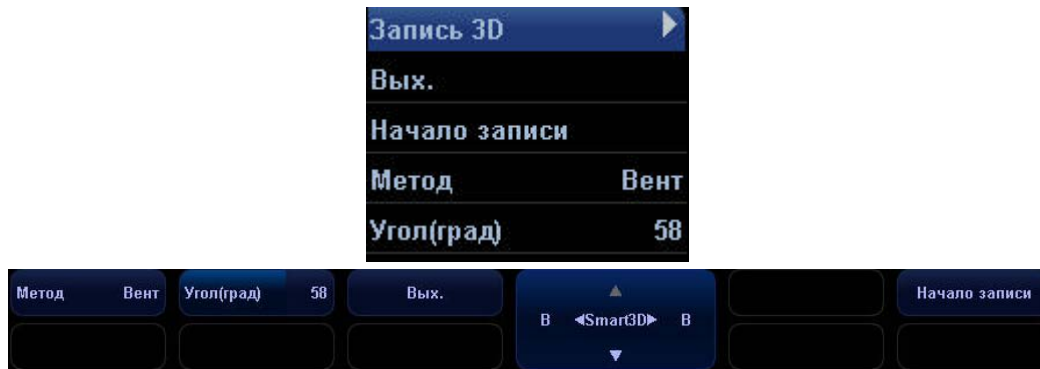 Запись 3D
Вых.
Начало записи
Метод Вент
Угол(град) 58
Метод Вент Угол(град) 58 Вых. Начало записи
B Smart3D B